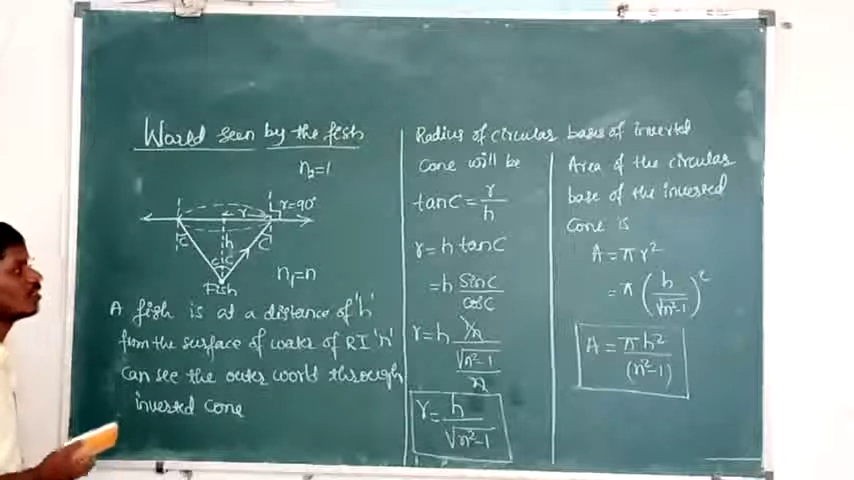 World seen by the fish
n₂=1
r=90°
r
h
C C
C C
Fish
n₁=n
A fish is at a distance of 'h'
from the surface of water of RI 'n'
Can see the outer world through
inverted cone
Radius of circular basis of inverted
Cone will be
tanC = r/h
r = h tanC
= h SinC/cosC
r = h (1/n)/(√(n²-1)/n)
r = h/√(n²-1)
Area of the circular
base of the inverted
Cone is
A = πr²
= π (h/√(n²-1))²
A = πh²/(n²-1)